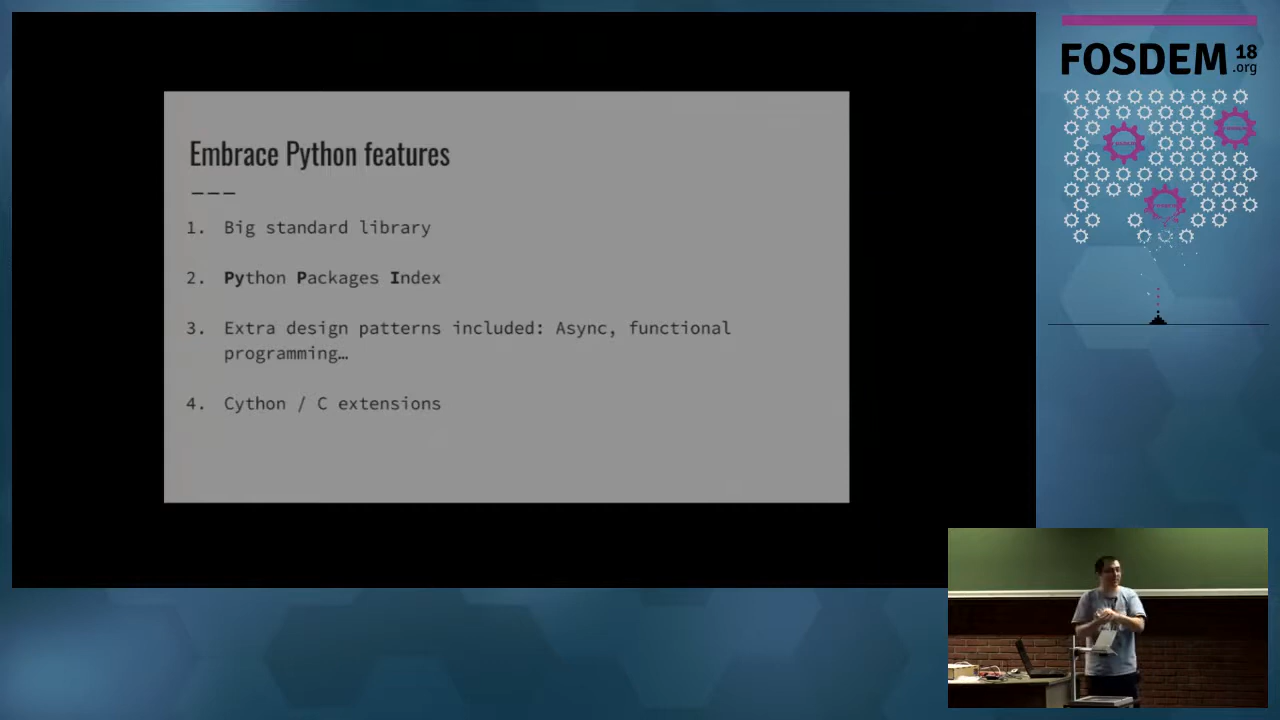 Embrace Python features
———
1. Big standard library
2. Python Packages Index
3. Extra design patterns included: Async, functional
programming…
4. Cython / C extensions
FOSDEM 18
.org